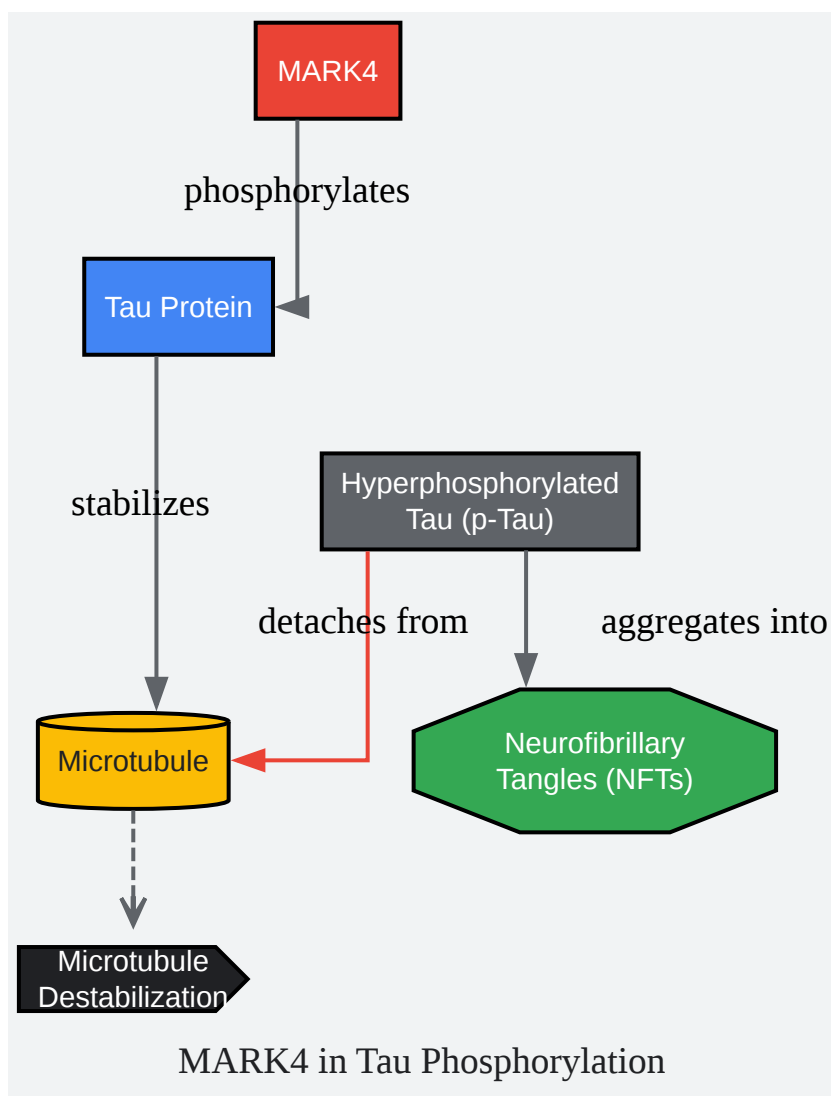 MARK4
phosphorylates
Tau Protein
Hyperphosphorylated
Tau (p-Tau)
stabilizes
detaches from
aggregates into
Microtubule
Neurofibrillary
Tangles (NFTs)
Microtubule
Destabilization
MARK4 in Tau Phosphorylation